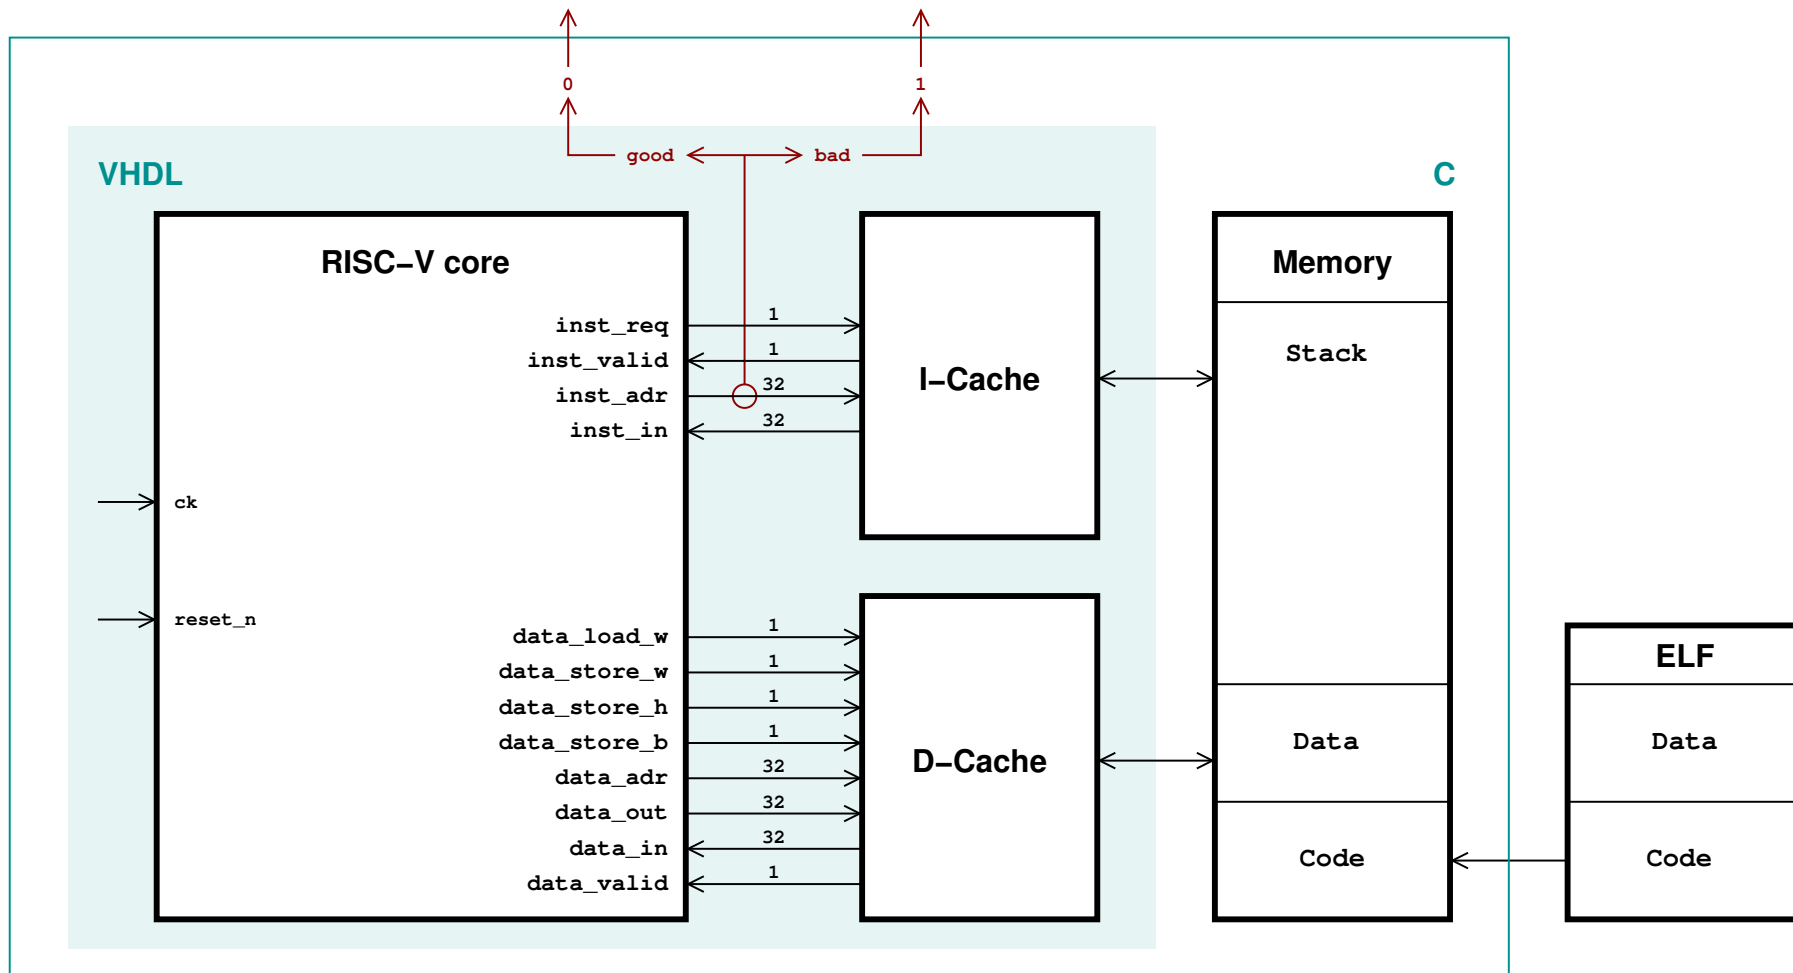 0 1
good bad
VHDL C
RISC−V core
Memory
inst_req 1
Stack
inst_valid 1
I−Cache
inst_adr 32
inst_in 32
ck
reset_n
data_load_w 1
ELF
data_store_w 1
data_store_h 1
data_store_b 1
Data Data
D−Cache
data_adr 32
data_out 32
data_in 32
Code Code
data_valid 1